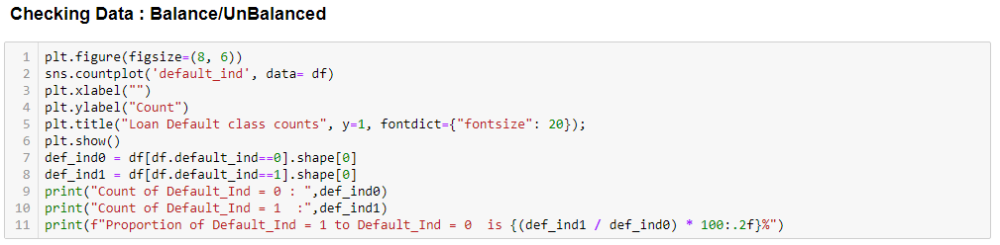 Checking Data : Balance/UnBalanced
1 plt.figure(figsize=(8, 6))
2 sns.countplot('default_ind', data= df)
3 plt.xlabel("")
4 plt.ylabel("Count")
5 plt.title("Loan Default class counts", y=1, fontdict={"fontsize": 20});
6 plt.show()
7 def_ind0 = df[df.default_ind==0].shape[0]
8 def_ind1 = df[df.default_ind==1].shape[0]
9 print("Count of Default_Ind = 0 : ",def_ind0)
10 print("Count of Default_Ind = 1  :",def_ind1)
11 print(f"Proportion of Default_Ind = 1 to Default_Ind = 0  is {(def_ind1 / def_ind0) * 100:.2f}%")